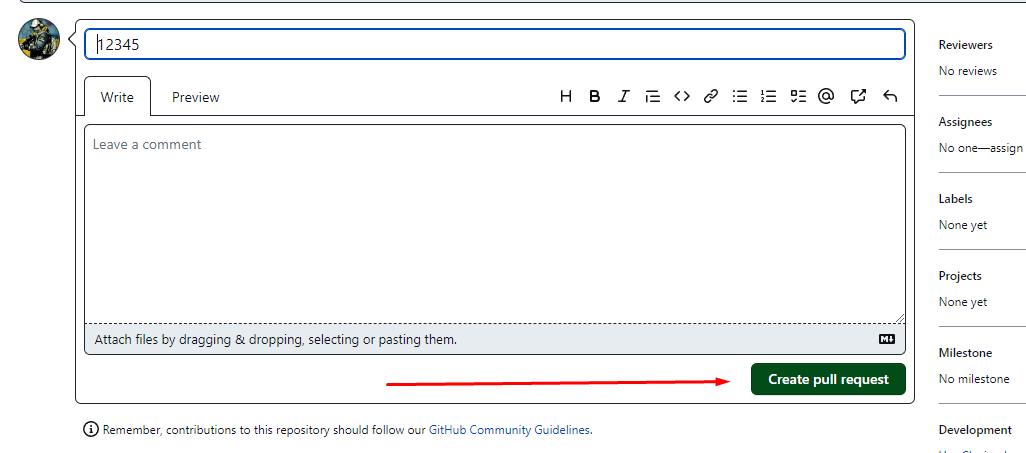 12345
Write Preview
Leave a comment
Attach files by dragging & dropping, selecting or pasting them.
Create pull request
Remember, contributions to this repository should follow our GitHub Community Guidelines.
Reviewers
No reviews
Assignees
No one—assign
Labels
None yet
Projects
None yet
Milestone
No milestone
Development